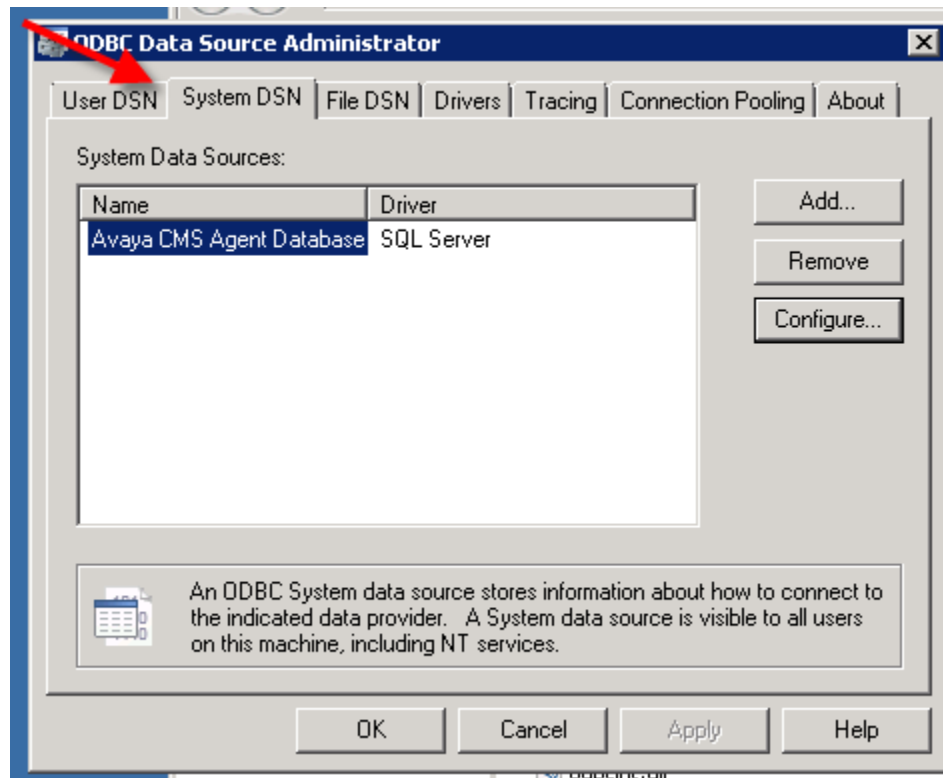 ODBC Data Source Administrator
User DSN System DSN File DSN Drivers Tracing Connection Pooling About
System Data Sources:
Name Driver Add...
Avaya CMS Agent Database SQL Server
Remove
Configure...
An ODBC System data source stores information about how to connect to
the indicated data provider. A System data source is visible to all users
on this machine, including NT services.
OK Cancel Apply Help